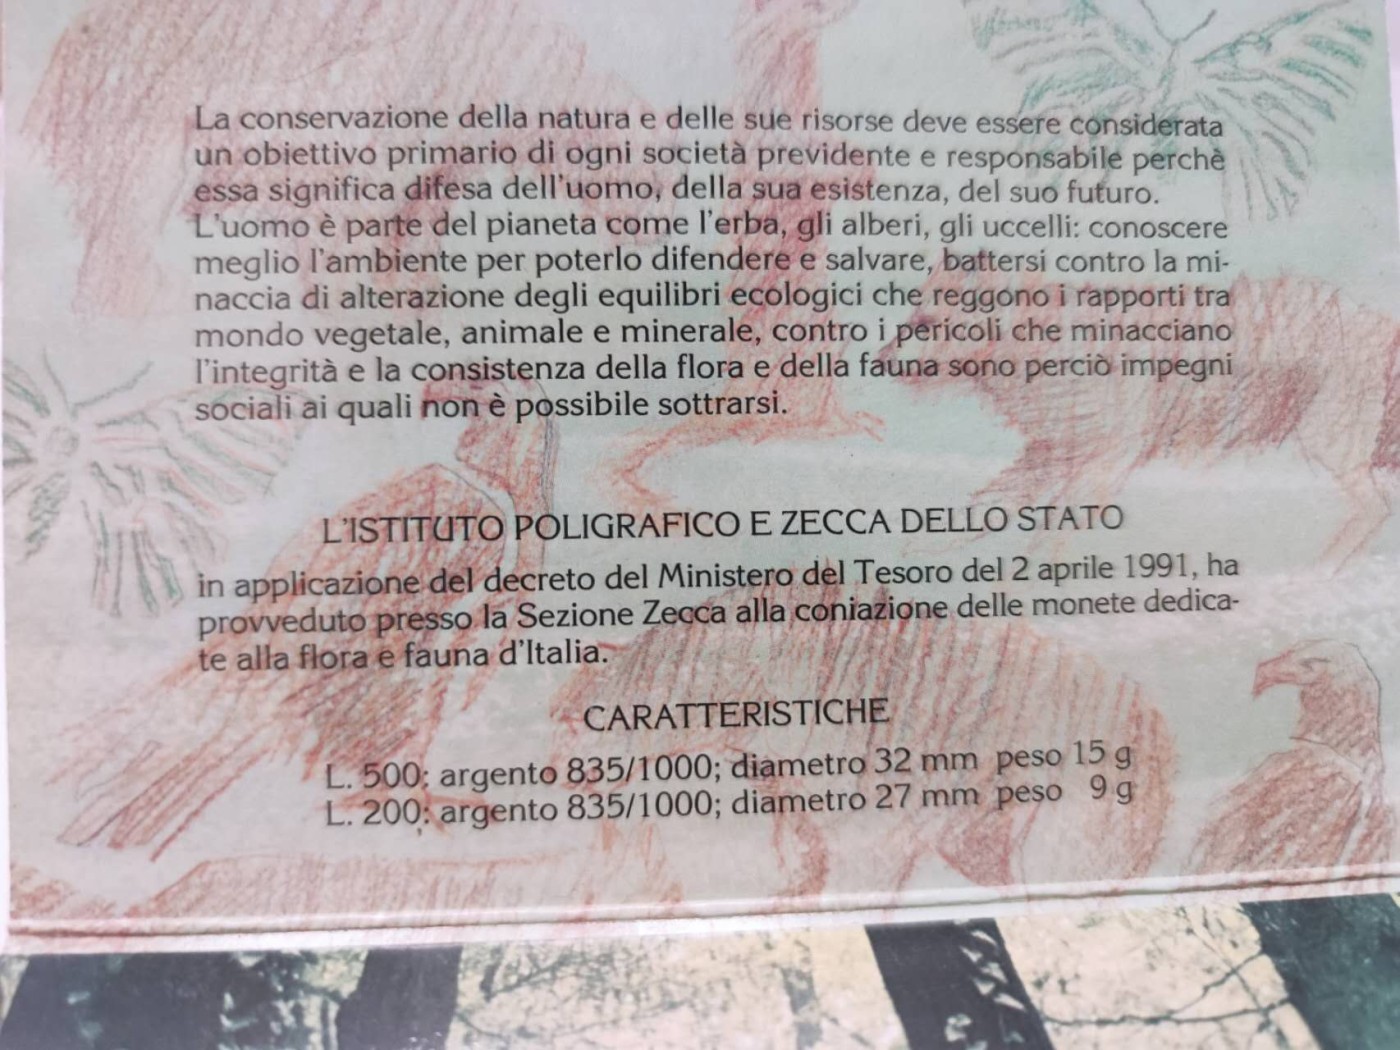 La conservazione della natura e delle sue risorse deve essere considerata
un obiettivo primario di ogni società previdente e responsabile perchè
essa significa difesa dell'uomo, della sua esistenza, del suo futuro.
L'uomo è parte del pianeta come l'erba, gli alberi, gli uccelli: conoscere
meglio l'ambiente per poterlo difendere e salvare, battersi contro la mi-
naccia di alterazione degli equilibri ecologici che reggono i rapporti tra
mondo vegetale, animale e minerale, contro i pericoli che minacciano
l'integrità e la consistenza della flora e della fauna sono perciò impegni
sociali ai quali non è possibile sottrarsi.
L'ISTITUTO POLIGRAFICO E ZECCA DELLO STATO
in applicazione del decreto del Ministero del Tesoro del 2 aprile 1991, ha
provveduto presso la Sezione Zecca alla coniazione delle monete dedica-
te alla flora e fauna d'Italia.
CARATTERISTICHE
L. 500: argento 835/1000; diametro 32 mm peso 15 g
L. 200: argento 835/1000; diametro 27 mm peso 9 g